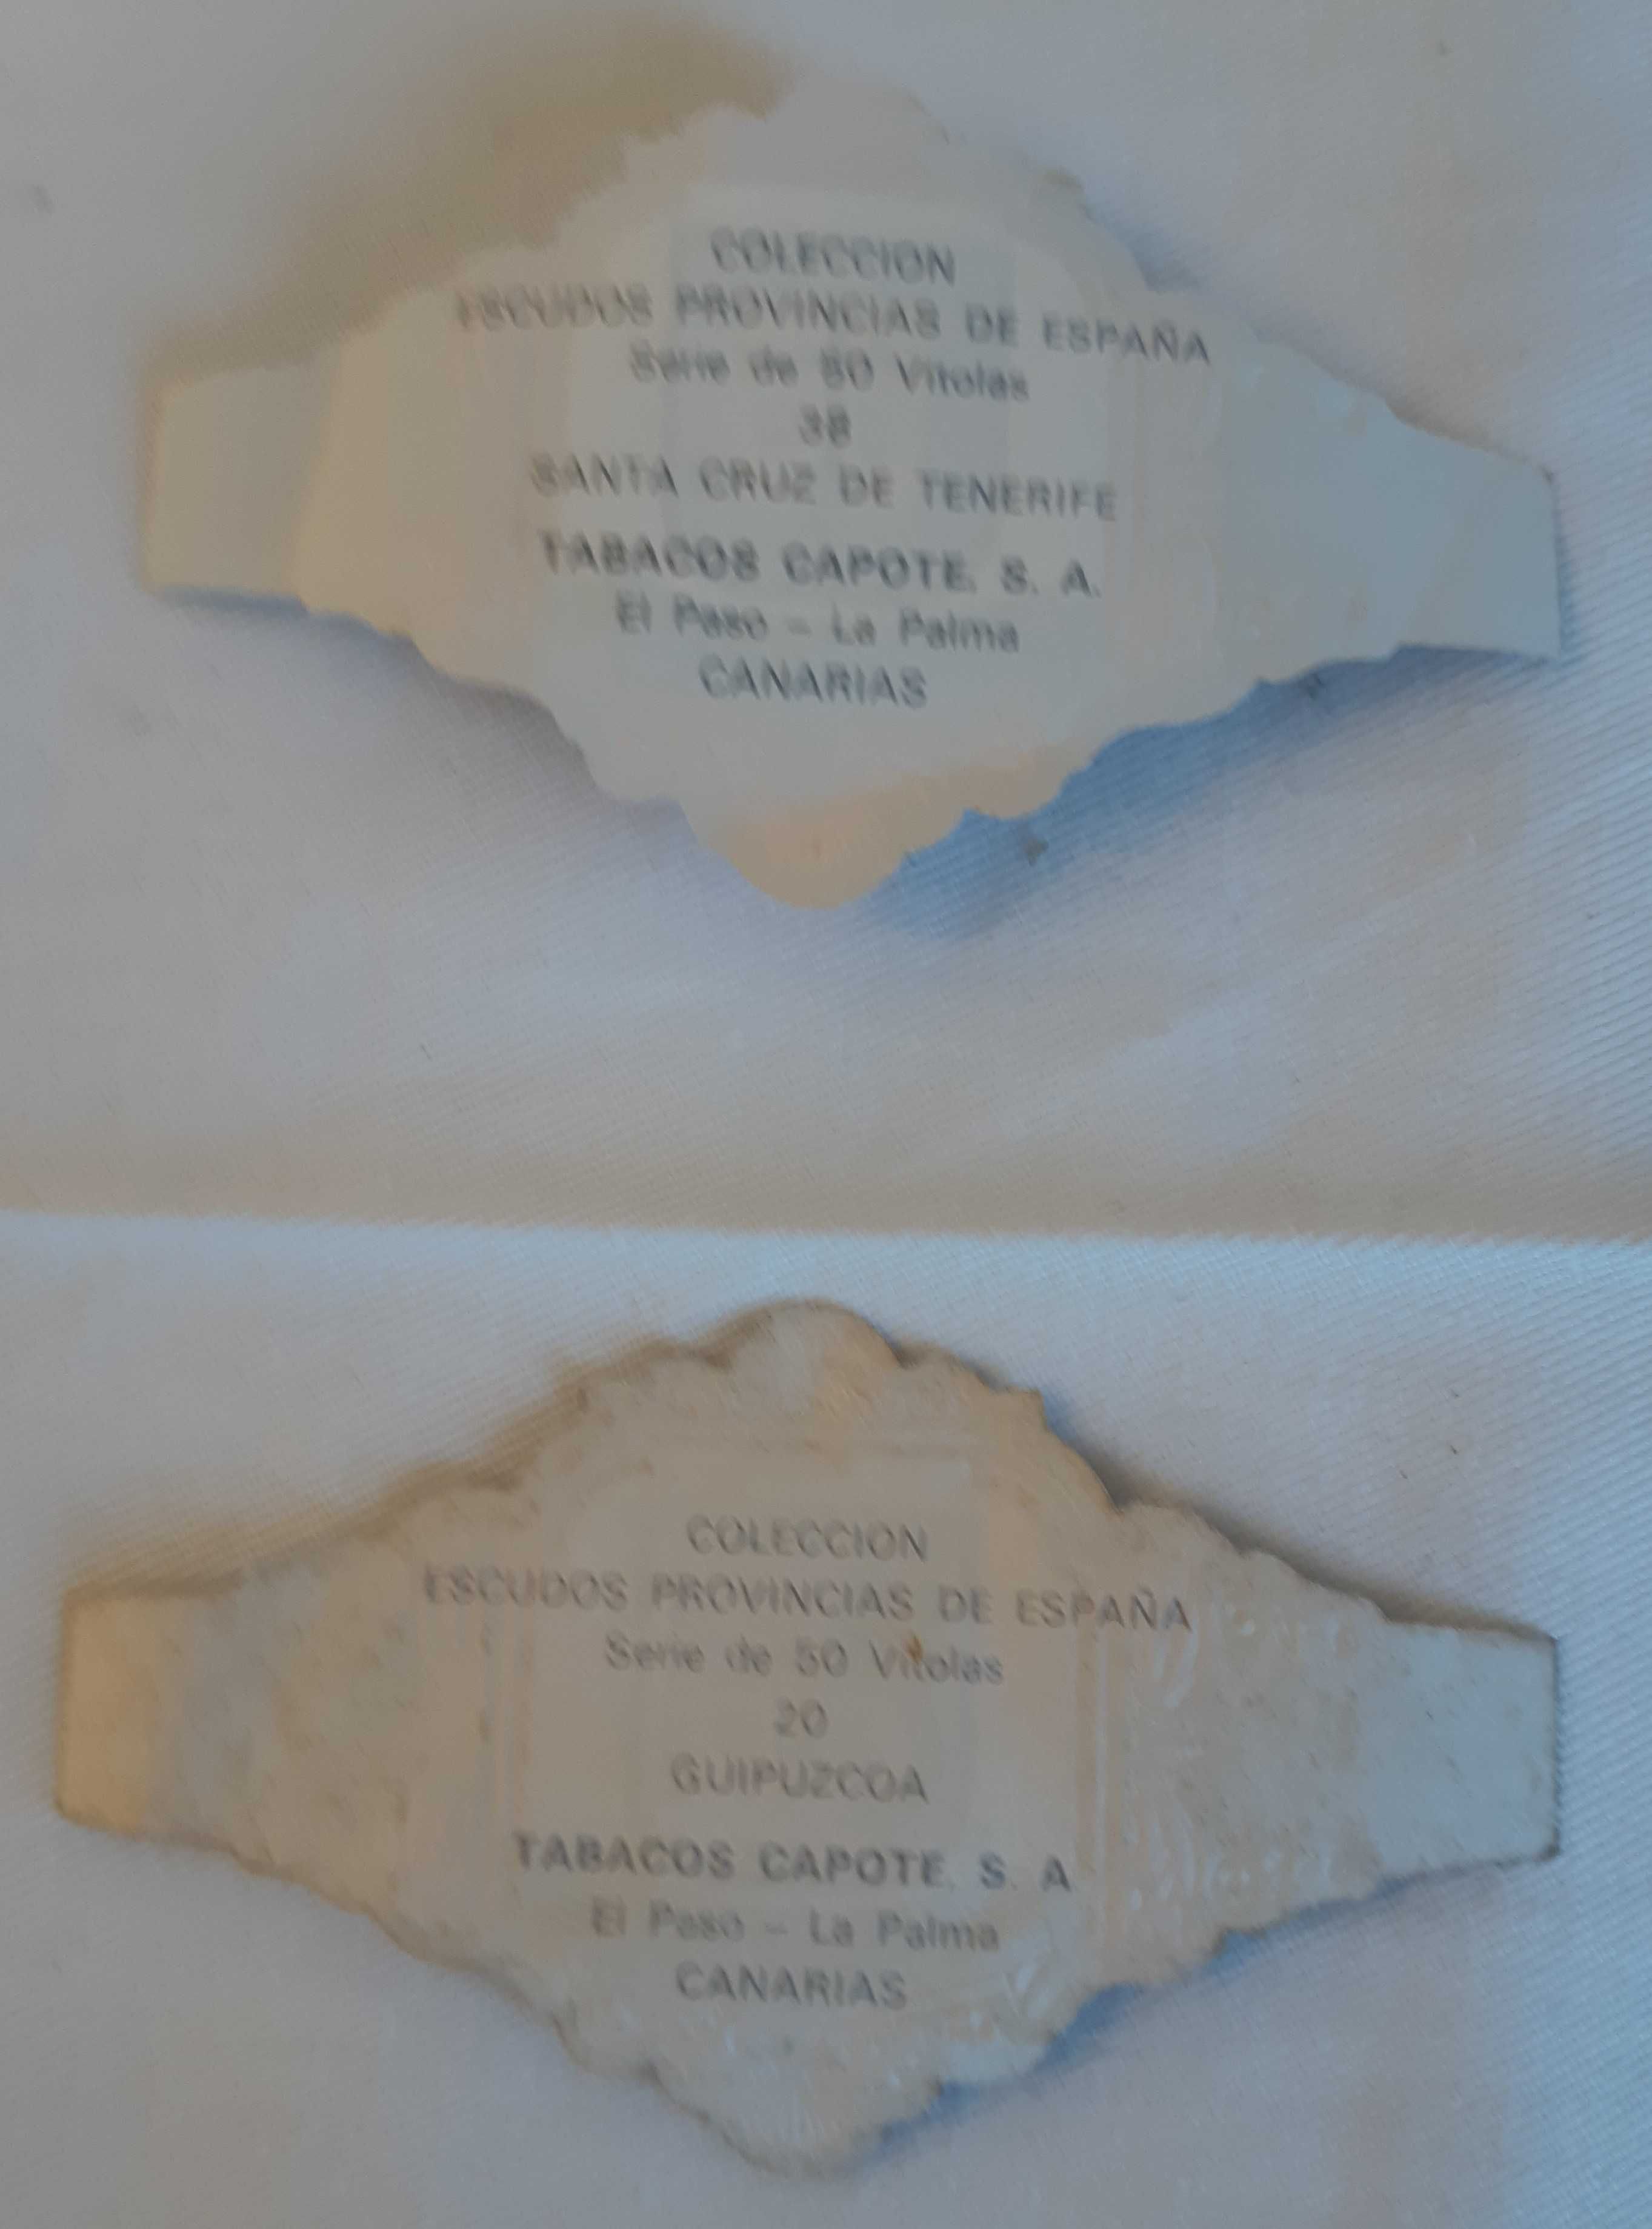 COLECCION
ESCUDOS PROVINCIAS DE ESPAÑA
Serie de 50 Vitolas
38
SANTA CRUZ DE TENERIFE
TABACOS CAPOTE, S. A.
El Paso - La Palma
CANARIAS
COLECCION
ESCUDOS PROVINCIAS DE ESPAÑA
Serie de 50 Vitolas
20
GUIPUZCOA
TABACOS CAPOTE, S. A
El Paso - La Palma
CANARIAS